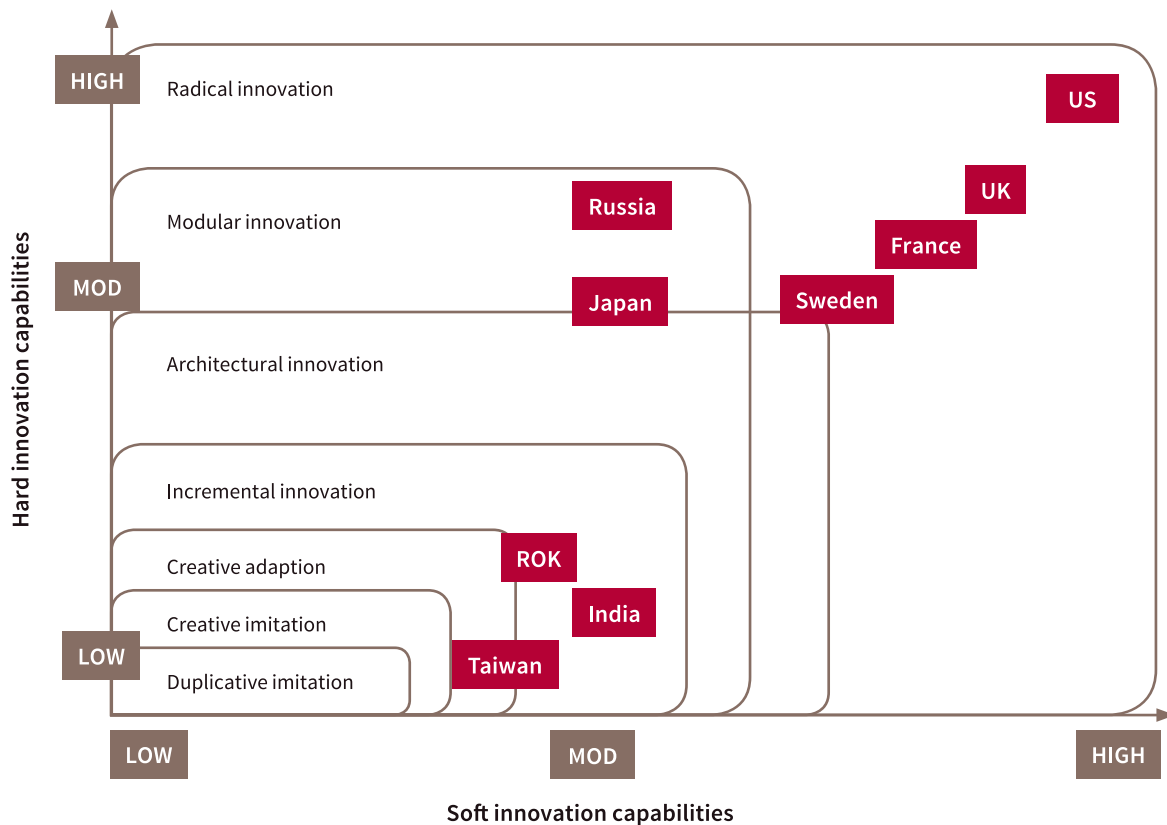 HIGH
Radical innovation
US
UK
Modular innovation
Russia
France
MOD
Japan
Sweden
Architectural innovation
Hard innovation capabilities
Incremental innovation
ROK
Creative adaption
India
Creative imitation
LOW
Taiwan
Duplicative imitation
LOW
MOD
HIGH
Soft innovation capabilities